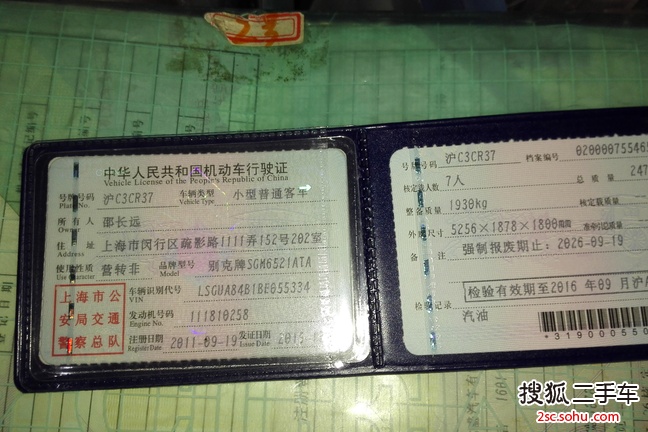 23
中华人民共和国机动车行驶证
Vehicle License of the People's Republic of China
号牌号码 沪C3CR37 车辆类型 小型普通客车
Plate No. Vehicle Type
所有人 邵长远
Owner
住址 上海市闵行区疏影路1111弄152号202室
Address
使用性质 营转非 品牌型号 别克牌SGM6521ATA
Use Character Model
上海市公
安局交通
警察总队
车辆识别代号 LSGUA84B1BE055334
VIN
发动机号码 111810258
Engine No.
注册日期 2011-09-19 发证日期
Register Date Issue Date
号牌号码 沪C3CR37 档案编号 0200007554
核定载人数 7人 总质量 247
整备质量 1930kg 核定载质量
外廓尺寸 5256×1878×1800mm 准牵引总质量
备注 强制报废期止: 2026-09-19
检验有效期至2016年09月沪A
检验记录
汽油
搜狐二手车
2sc.sohu.com